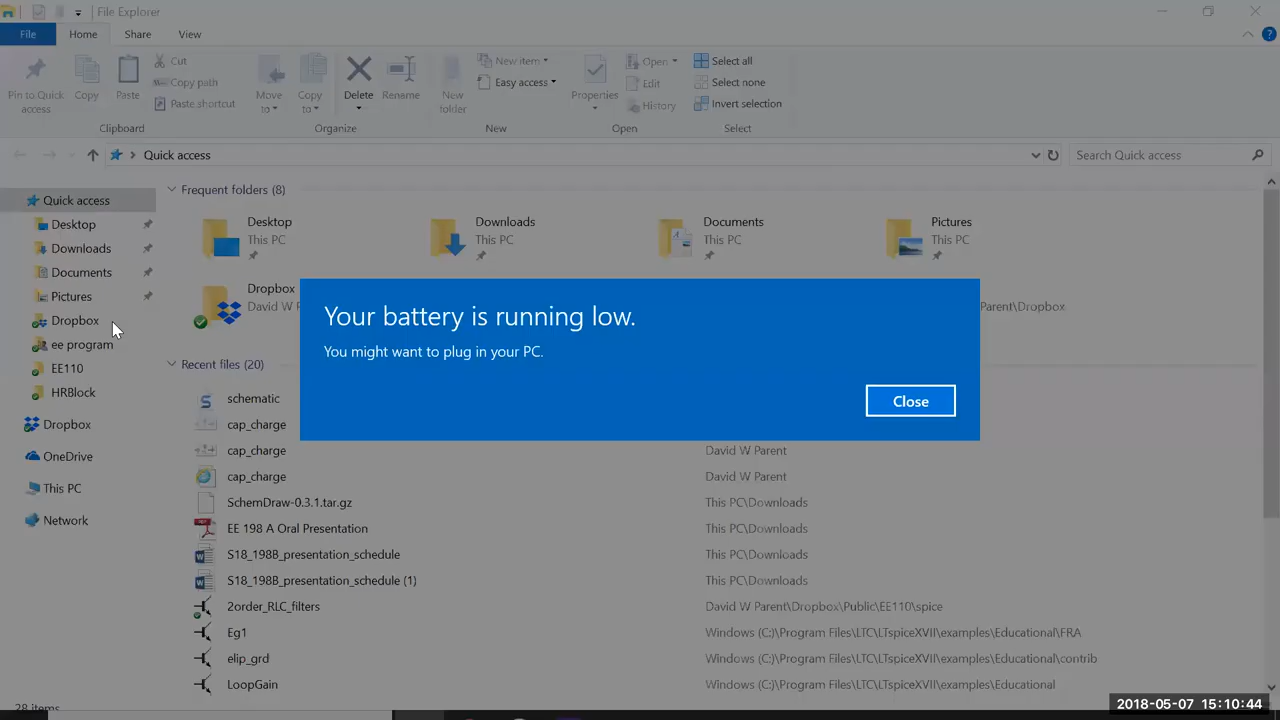 File Explorer
File Home Share View
Pin to Quick access
Copy
Paste
Cut
Copy path
Paste shortcut
Clipboard
Move to
Copy to
Delete
Rename
Organize
New folder
New item
Easy access
New
Properties
Open
Edit
History
Open
Select all
Select none
Invert selection
Select
Quick access
Search Quick access
Quick access
Desktop
Downloads
Documents
Pictures
Dropbox
ee program
EE110
HRBlock
Dropbox
OneDrive
This PC
Network
Frequent folders (8)
Desktop
This PC
Downloads
This PC
Documents
This PC
Pictures
This PC
Dropbox
David W P
Parent\Dropbox
Your battery is running low.
You might want to plug in your PC.
Close
Recent files (20)
schematic
cap_charge
cap_charge David W Parent
cap_charge David W Parent
SchemDraw-0.3.1.tar.gz This PC\Downloads
EE 198 A Oral Presentation This PC\Downloads
S18_198B_presentation_schedule This PC\Downloads
S18_198B_presentation_schedule (1) This PC\Downloads
2order_RLC_filters David W Parent\Dropbox\Public\EE110\spice
Eg1 Windows (C:)\Program Files\LTC\LTspiceXVII\examples\Educational\FRA
elip_grd Windows (C:)\Program Files\LTC\LTspiceXVII\examples\Educational\contrib
LoopGain Windows (C:)\Program Files\LTC\LTspiceXVII\examples\Educational
28 items
2018-05-07 15:10:44